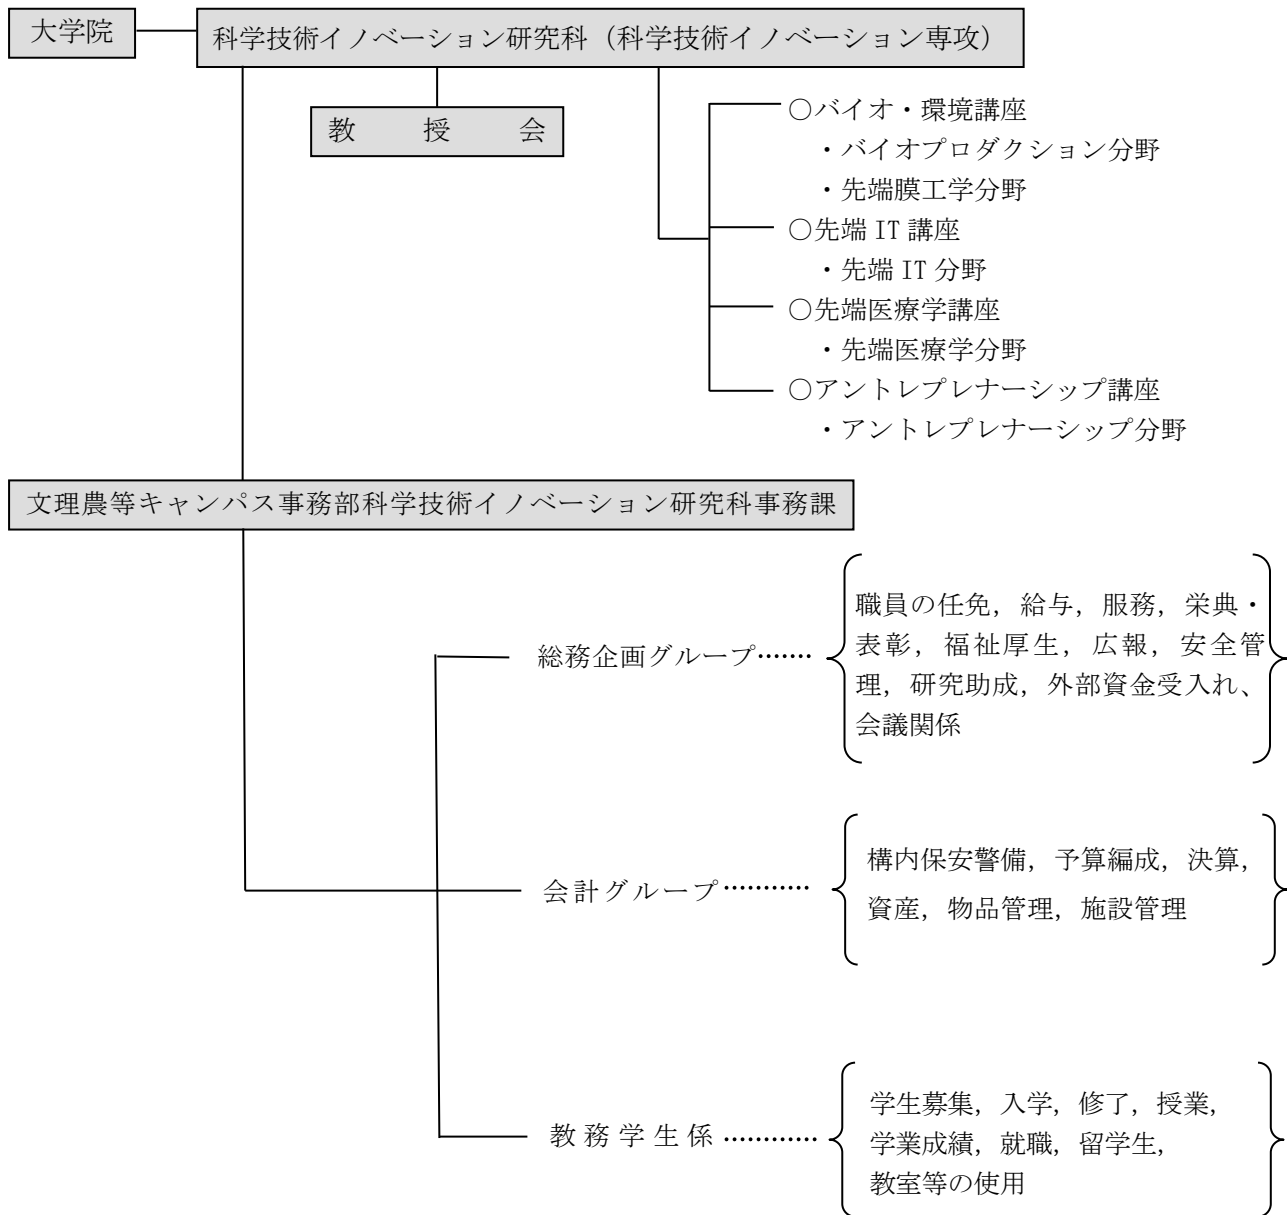 大学院
科学技術イノベーション研究科（科学技術イノベーション専攻）
教 授 会
○バイオ・環境講座
・バイオプロダクション分野
・先端膜工学分野
○先端 IT 講座
・先端 IT 分野
○先端医療学講座
・先端医療学分野
○アントレプレナーシップ講座
・アントレプレナーシップ分野
文理農等キャンパス事務部科学技術イノベーション研究科事務課
総務企画グループ……
職員の任免，給与，服務，栄典・
表彰，福祉厚生，広報，安全管
理，研究助成，外部資金受入れ、
会議関係
会計グループ…………
構内保安警備，予算編成，決算，
資産，物品管理，施設管理
教務学生係…………
学生募集，入学，修了，授業，
学業成績，就職，留学生，
教室等の使用